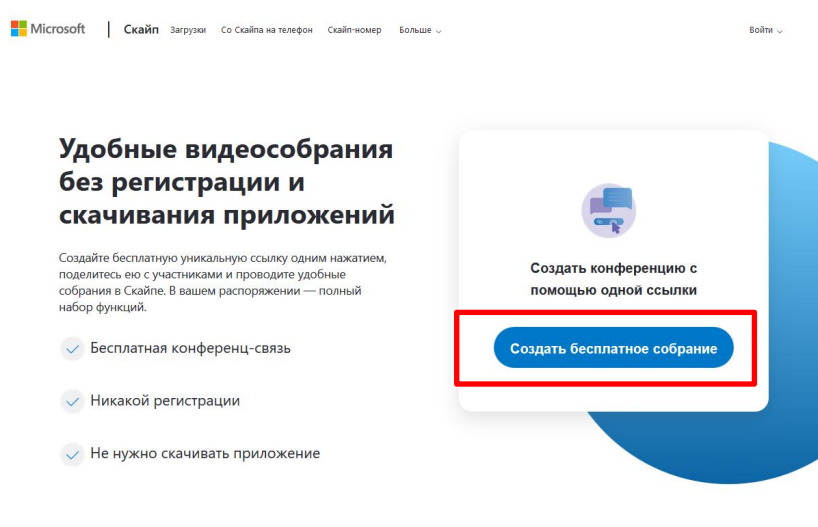 Microsoft Скайп Загрузки Со Скайпа на телефон Скайп-номер Больше Войти
Удобные видеособрания
без регистрации и
скачивания приложений
Создайте бесплатную уникальную ссылку одним нажатием,
поделитесь ею с участниками и проводите удобные
собрания в Скайпе. В вашем распоряжении — полный
набор функций.
Бесплатная конференц-связь
Никакой регистрации
Не нужно скачивать приложение
Создать конференцию с
помощью одной ссылки
Создать бесплатное собрание